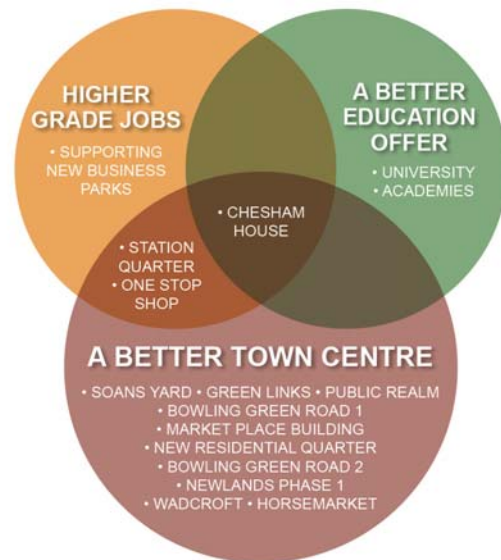 HIGHER
GRADE JOBS
• SUPPORTING
NEW BUSINESS
PARKS
A BETTER
EDUCATION
OFFER
• UNIVERSITY
• ACADEMIES
• CHESHAM
HOUSE
• STATION
QUARTER
• ONE STOP
SHOP
A BETTER TOWN CENTRE
• SOANS YARD • GREEN LINKS • PUBLIC REALM
• BOWLING GREEN ROAD 1
• MARKET PLACE BUILDING
• NEW RESIDENTIAL QUARTER
• BOWLING GREEN ROAD 2
• NEWLANDS PHASE 1
• WADCROFT • HORSEMARKET